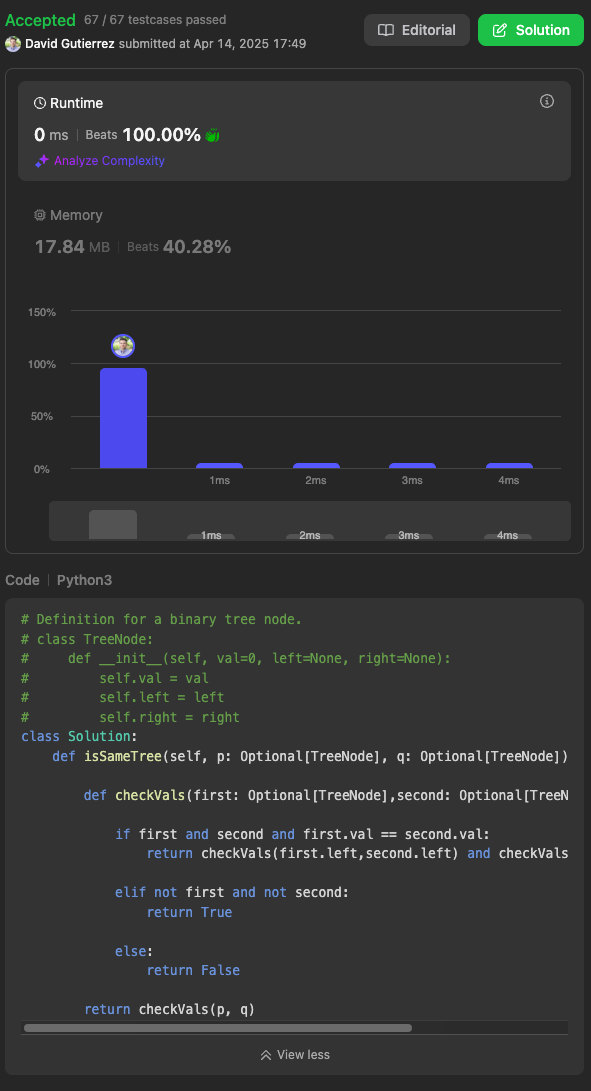 Accepted 67 / 67 testcases passed
David Gutierrez submitted at Apr 14, 2025 17:49
Editorial
Solution
Runtime
0 ms | Beats 100.00%
Analyze Complexity
Memory
17.84 MB | Beats 40.28%
150%
100%
50%
0%
1ms 2ms 3ms 4ms
1ms 2ms 3ms 4ms
Code | Python3
# Definition for a binary tree node.
# class TreeNode:
#     def __init__(self, val=0, left=None, right=None):
#         self.val = val
#         self.left = left
#         self.right = right
class Solution:
    def isSameTree(self, p: Optional[TreeNode], q: Optional[TreeNode])
        def checkVals(first: Optional[TreeNode],second: Optional[TreeN
            if first and second and first.val == second.val:
                return checkVals(first.left,second.left) and checkVals
            elif not first and not second:
                return True
            else:
                return False
        return checkVals(p, q)
View less